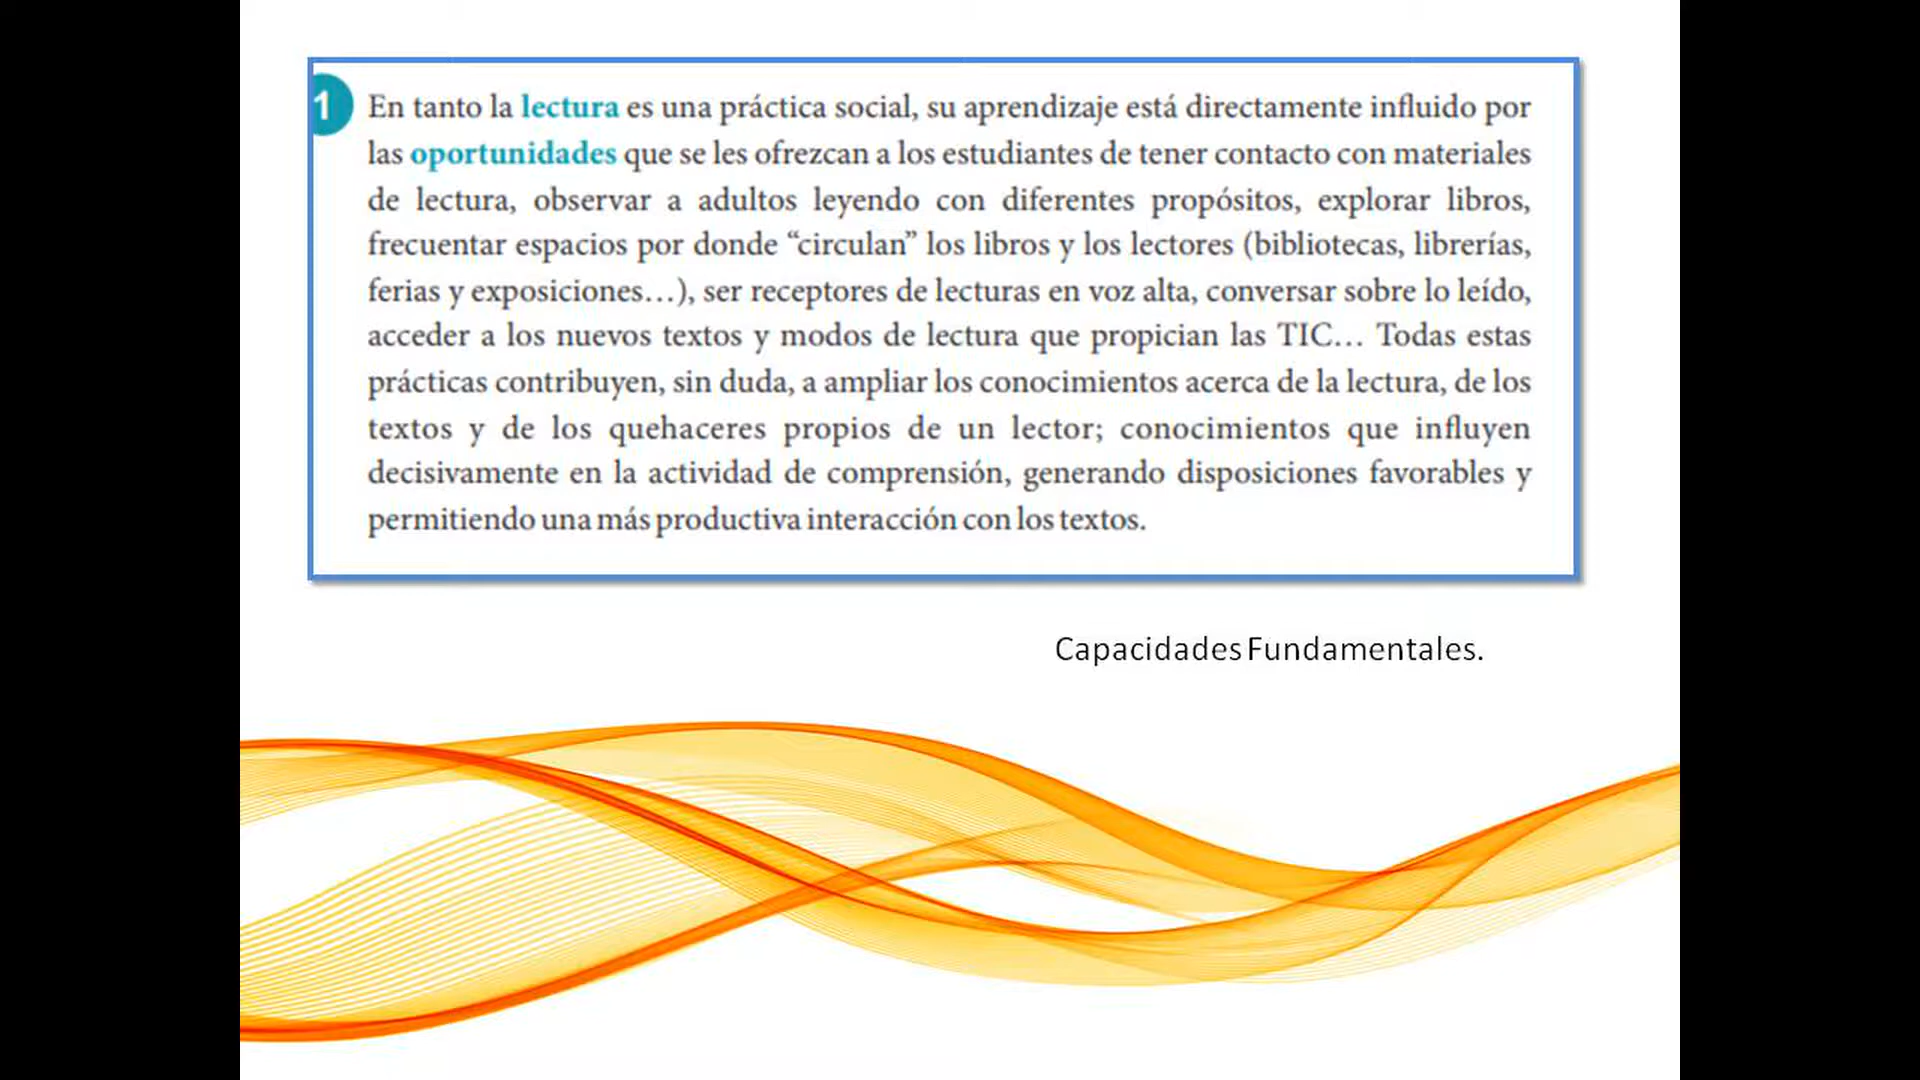 1
En tanto la lectura es una práctica social, su aprendizaje está directamente influido por
las oportunidades que se les ofrezcan a los estudiantes de tener contacto con materiales
de lectura, observar a adultos leyendo con diferentes propósitos, explorar libros,
frecuentar espacios por donde “circulan” los libros y los lectores (bibliotecas, librerías,
ferias y exposiciones…), ser receptores de lecturas en voz alta, conversar sobre lo leído,
acceder a los nuevos textos y modos de lectura que propician las TIC… Todas estas
prácticas contribuyen, sin duda, a ampliar los conocimientos acerca de la lectura, de los
textos y de los quehaceres propios de un lector; conocimientos que influyen
decisivamente en la actividad de comprensión, generando disposiciones favorables y
permitiendo una más productiva interacción con los textos.
Capacidades Fundamentales.